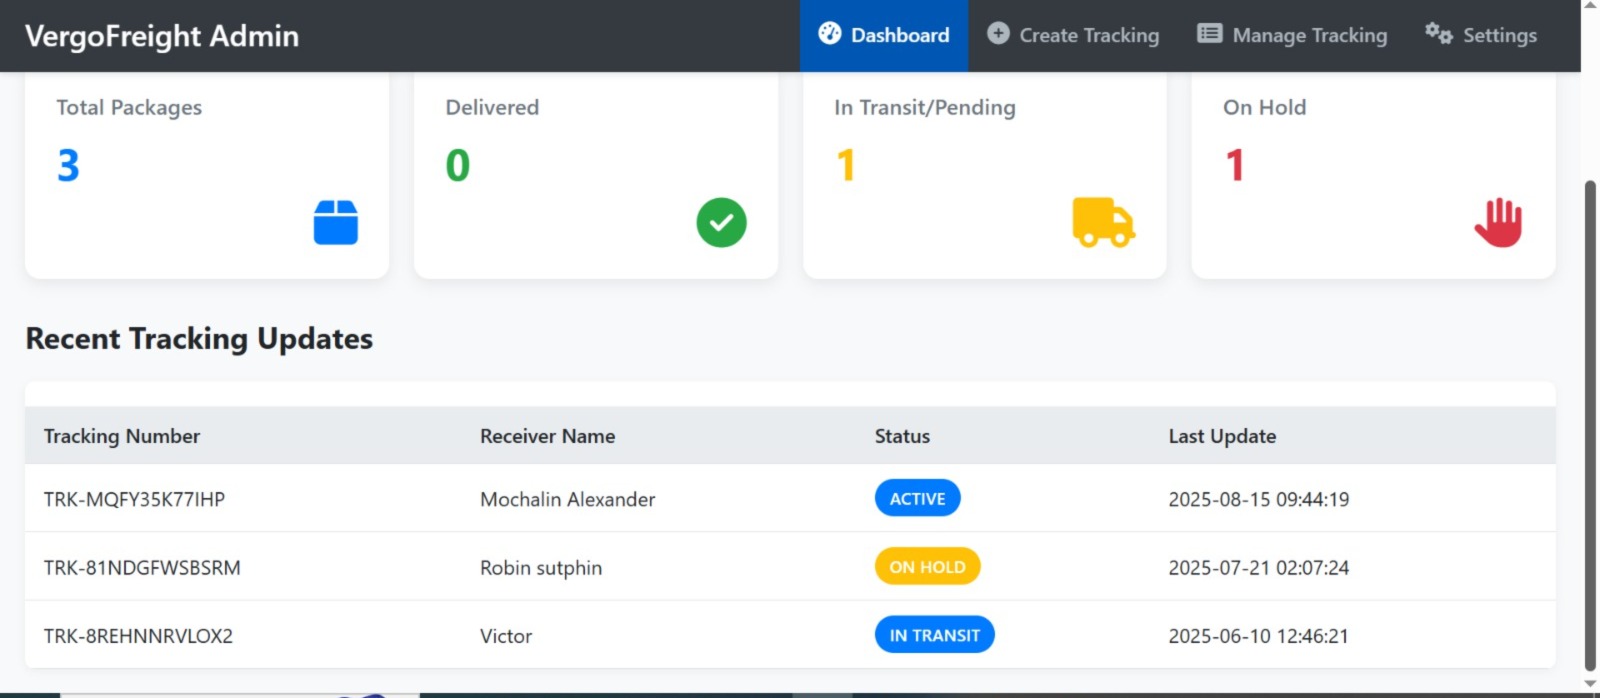 VergoFreight Admin
Dashboard
Create Tracking
Manage Tracking
Settings
Total Packages
3
Delivered
0
In Transit/Pending
1
On Hold
1
Recent Tracking Updates
Tracking Number Receiver Name Status Last Update
TRK-MQFY35K77IHP Mochalin Alexander ACTIVE 2025-08-15 09:44:19
TRK-81NDGFWSBSRM Robin sutphin ON HOLD 2025-07-21 02:07:24
TRK-8REHNNRVLOX2 Victor IN TRANSIT 2025-06-10 12:46:21